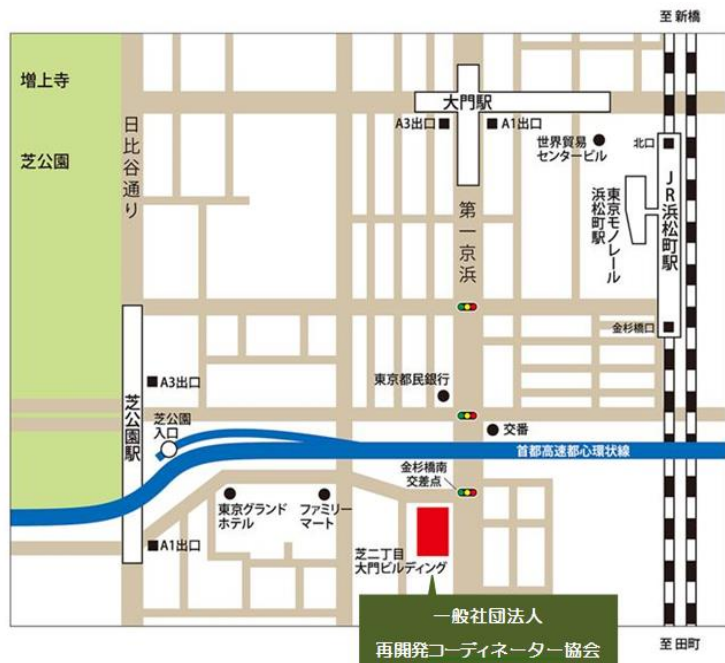 至 新橋
増上寺
芝公園
日比谷通り
大門駅
A3出口
A1出口
世界貿易
センタービル
北口
JR浜松町駅
東京モノレール
浜松町駅
第一京浜
金杉橋口
A3出口
東京都民銀行
芝公園
入口
芝公園駅
交番
首都高速都心環状線
金杉橋南
交差点
東京グランド
ホテル
ファミリー
マート
A1出口
芝二丁目
大門ビルディング
一般社団法人
再開発コーディネーター協会
至 田町